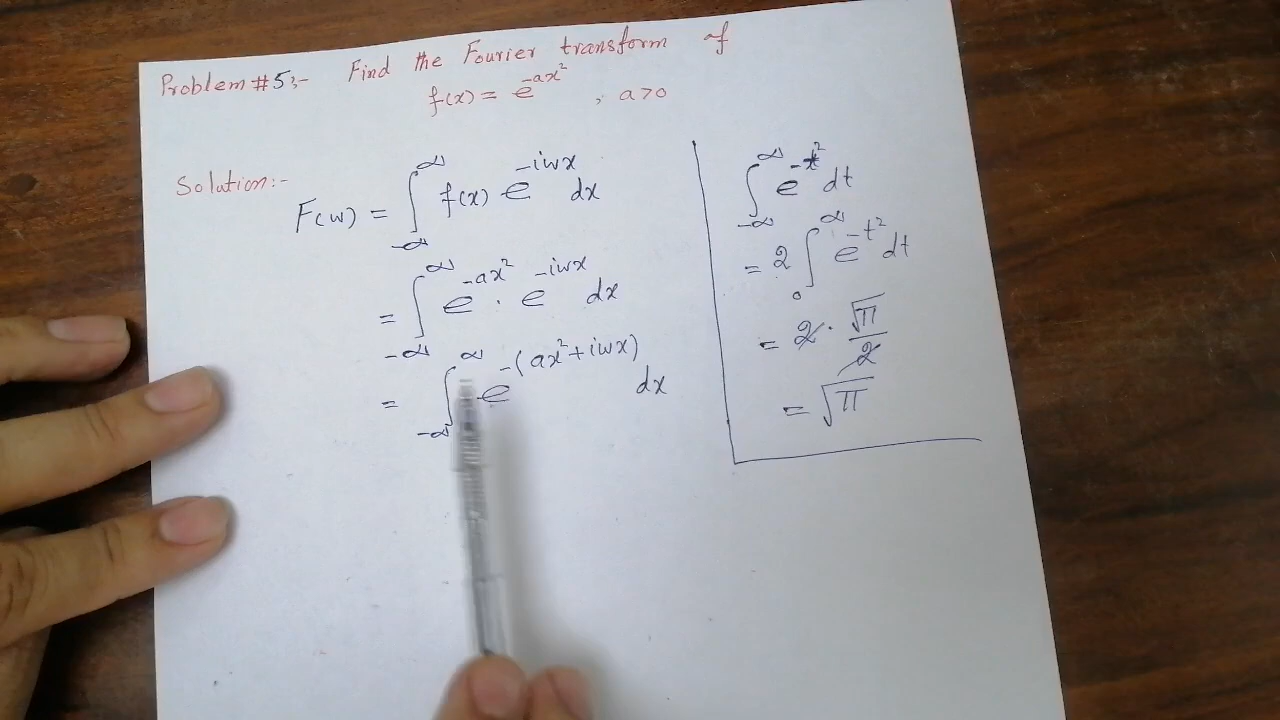 Problem #5:- Find the Fourier transform of
f(x) = e^{-ax^2} , a>0
Solution:-
F(w) = ∫_{-∞}^{∞} f(x) e^{-iwx} dx
= ∫_{-∞}^{∞} e^{-ax^2} . e^{-iwx} dx
= ∫_{-∞}^{∞} e^{-(ax^2+iwx)} dx
∫_{-∞}^{∞} e^{-t^2} dt
= 2 ∫_{0}^{∞} e^{-t^2} dt
= 2 . √π/2
= √π